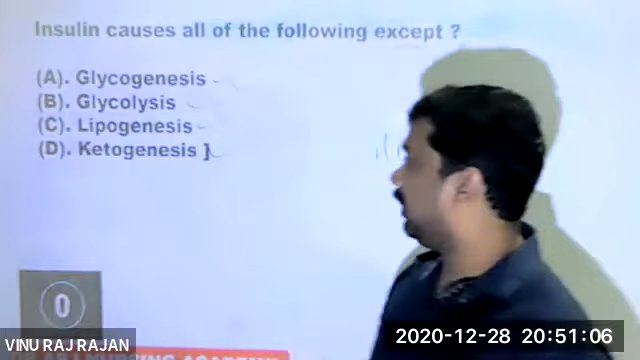 Insulin causes all of the following except ?
(A). Glycogenesis
(B). Glycolysis
(C). Lipogenesis
(D). Ketogenesis ]
0
VINU RAJ RAJAN
2020-12-28 20:51:06